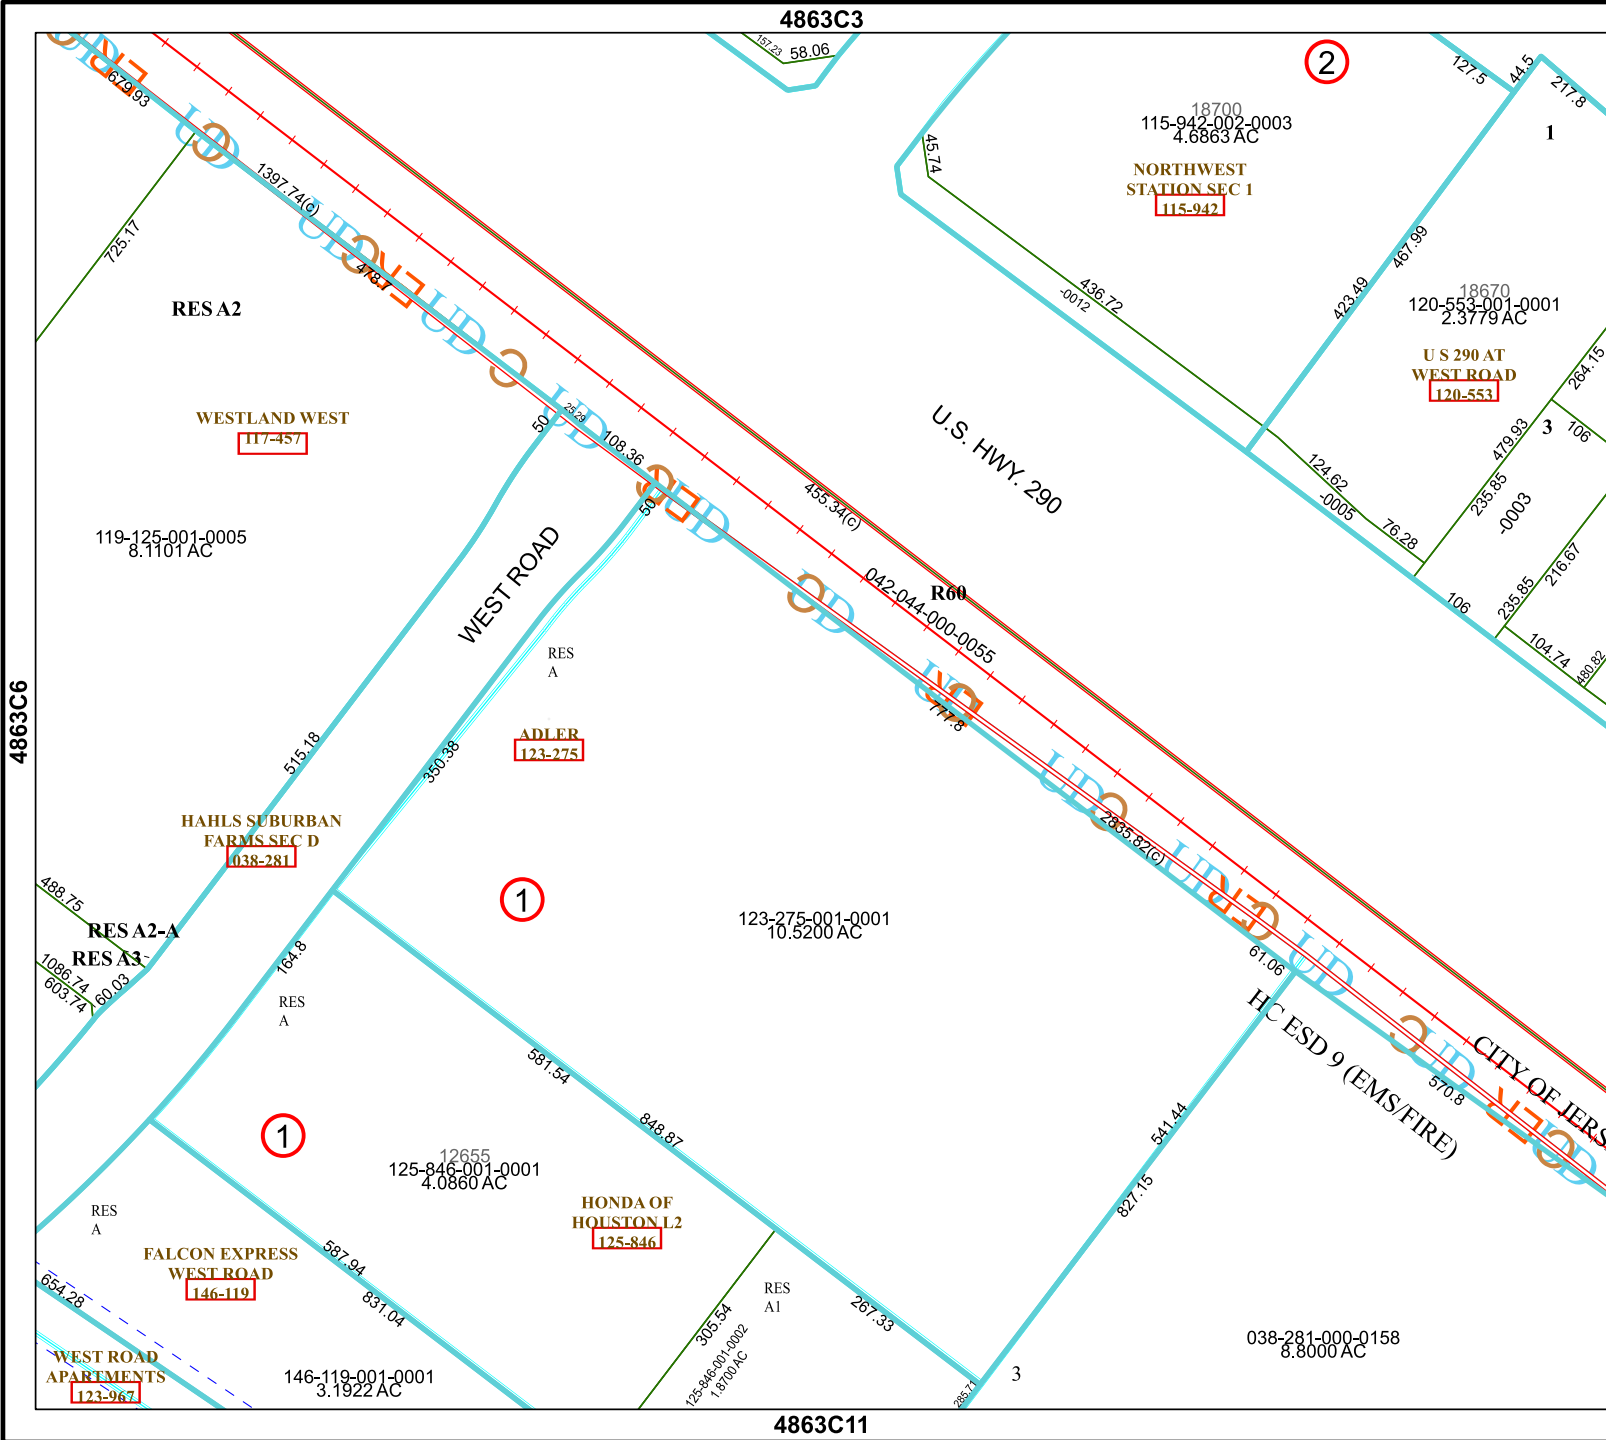 4863C3
679.93
157.23
58.06
2
127.5
44.5
217.8
1
18700
115-942-002-0003
4.6863 AC
NORTHWEST
STATION SEC 1
115-942
45.74
1397.74(C)
725.17
478.7
467.99
423.49
436.72
-0012
18670
120-553-001-0001
2.3779 AC
U S 290 AT
WEST ROAD
120-553
264.15
RES A2
WESTLAND WEST
117-457
50
25.29
108.36
U.S. HWY. 290
479.93
3
106
124.62
-0005
76.28
235.85
-0003
216.67
455.34(C)
50
119-125-001-0005
8.1101 AC
WEST ROAD
042-044-000-0055
R60
106
235.85
104.74
480.82
RES
A
4863C6
ADLER
123-275
777.8
515.18
350.38
HAHLS SUBURBAN
FARMS SEC D
038-281
2835.82(C)
488.75
1
123-275-001-0001
10.5200 AC
RES A2-A
RES A3
1086.74
603.74
60.03
164.8
61.06
HC ESD 9 (EMS/FIRE)
CITY OF JERS
RES
A
581.54
570.8
848.87
541.44
827.15
1
12655
125-846-001-0001
4.0860 AC
HONDA OF
HOUSTON L2
125-846
RES
A
FALCON EXPRESS
WEST ROAD
146-119
587.94
831.04
654.28
RES
A1
267.33
305.54
125-846-001-0002
1.8700 AC
038-281-000-0158
8.8000 AC
WEST ROAD
APARTMENTS
123-967
146-119-001-0001
3.1922 AC
285.71
3
4863C11